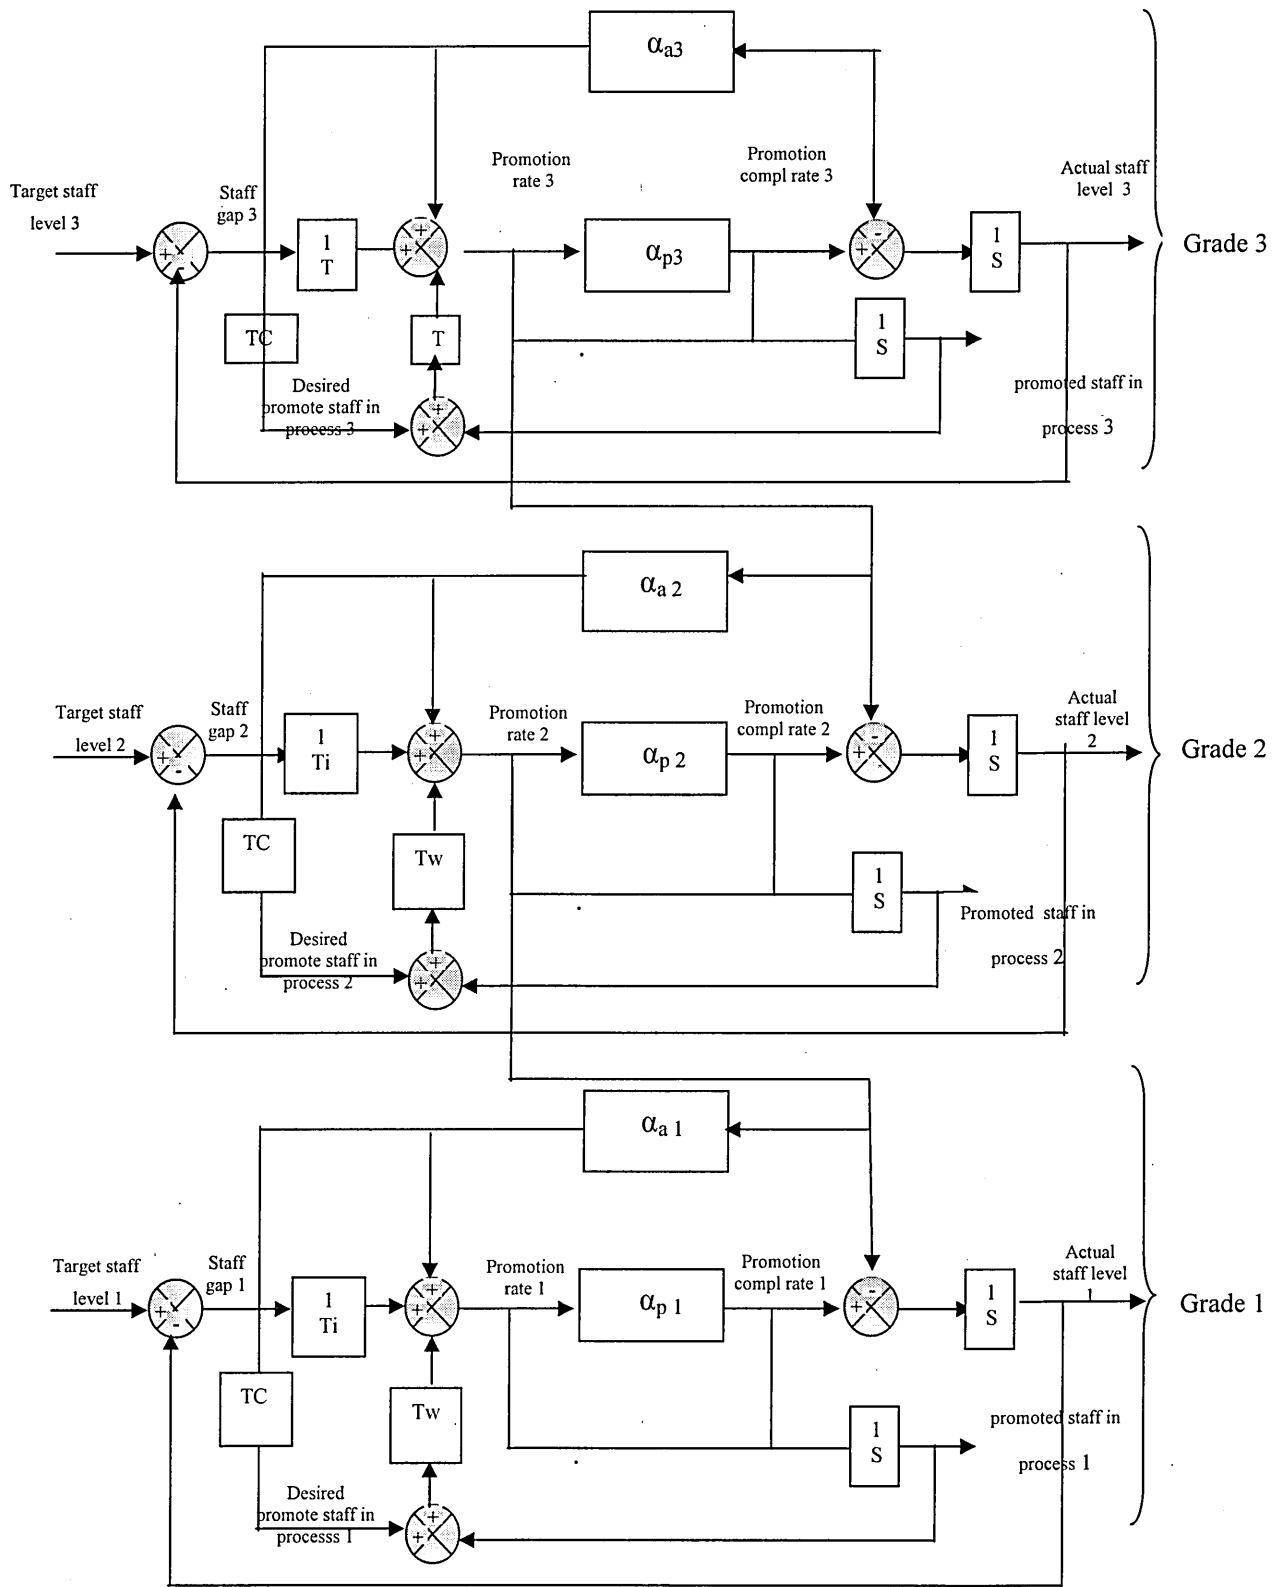 αa3
Promotion
rate 3
Promotion
compl rate 3
Actual staff
level 3
Target staff
level 3
Staff
gap 3
+
-
1
T
+
+
αp3
-
+
1
S
Grade 3
TC
T
1
S
Desired
promote staff in
process 3
+
+
promoted staff in
process 3
αa 2
Target staff
level 2
Staff
gap 2
Promotion
rate 2
Promotion
compl rate 2
Actual
staff level
2
+
-
1
Ti
+
+
αp 2
-
+
1
S
Grade 2
TC
Tw
1
S
Promoted staff in
process 2
Desired
promote staff in
process 2
+
+
αa 1
Target staff
level 1
Staff
gap 1
Promotion
rate 1
Promotion
compl rate 1
Actual
staff level
1
+
-
1
Ti
+
+
αp 1
-
+
1
S
Grade 1
TC
Tw
1
S
promoted staff in
process 1
Desired
promote staff in
processs 1
+
+